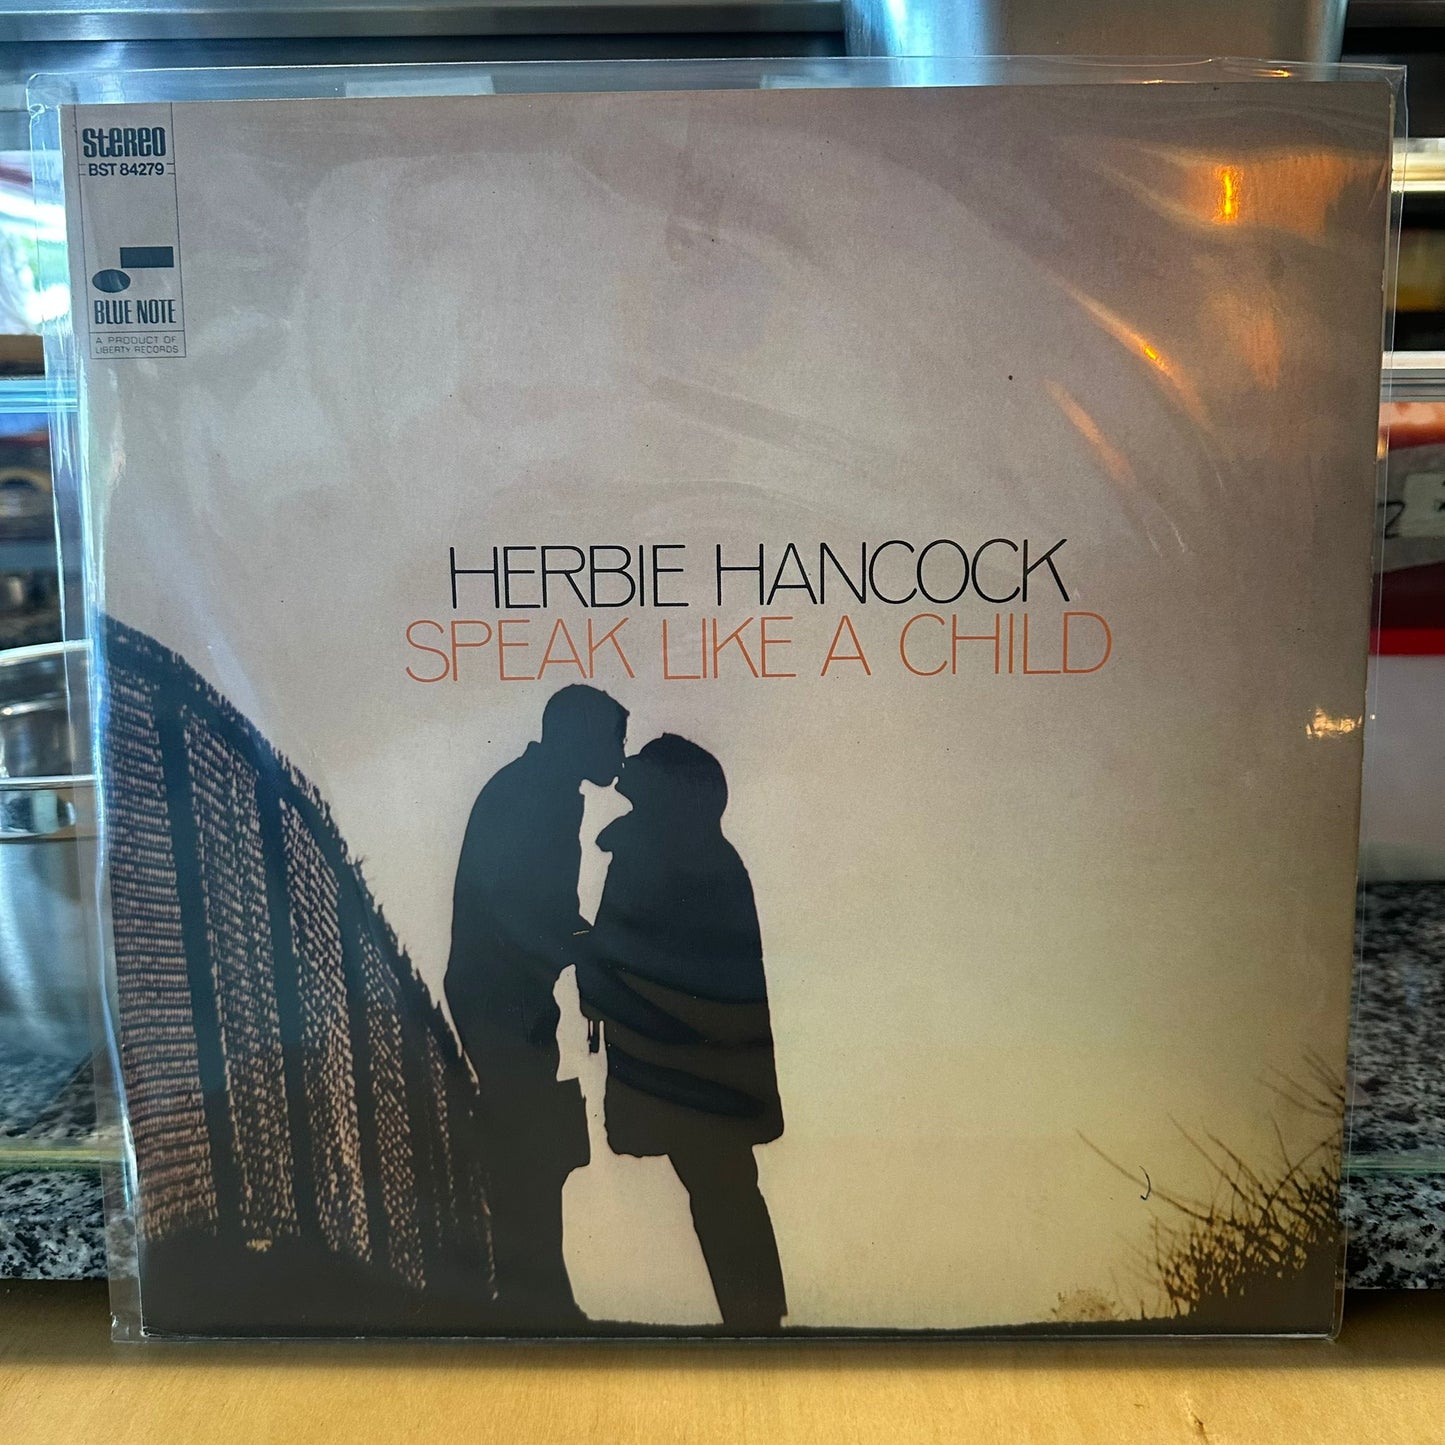 STEREO
BST 84279
BLUE NOTE
A PRODUCT OF
LIBERTY RECORDS
HERBIE HANCOCK
SPEAK LIKE A CHILD